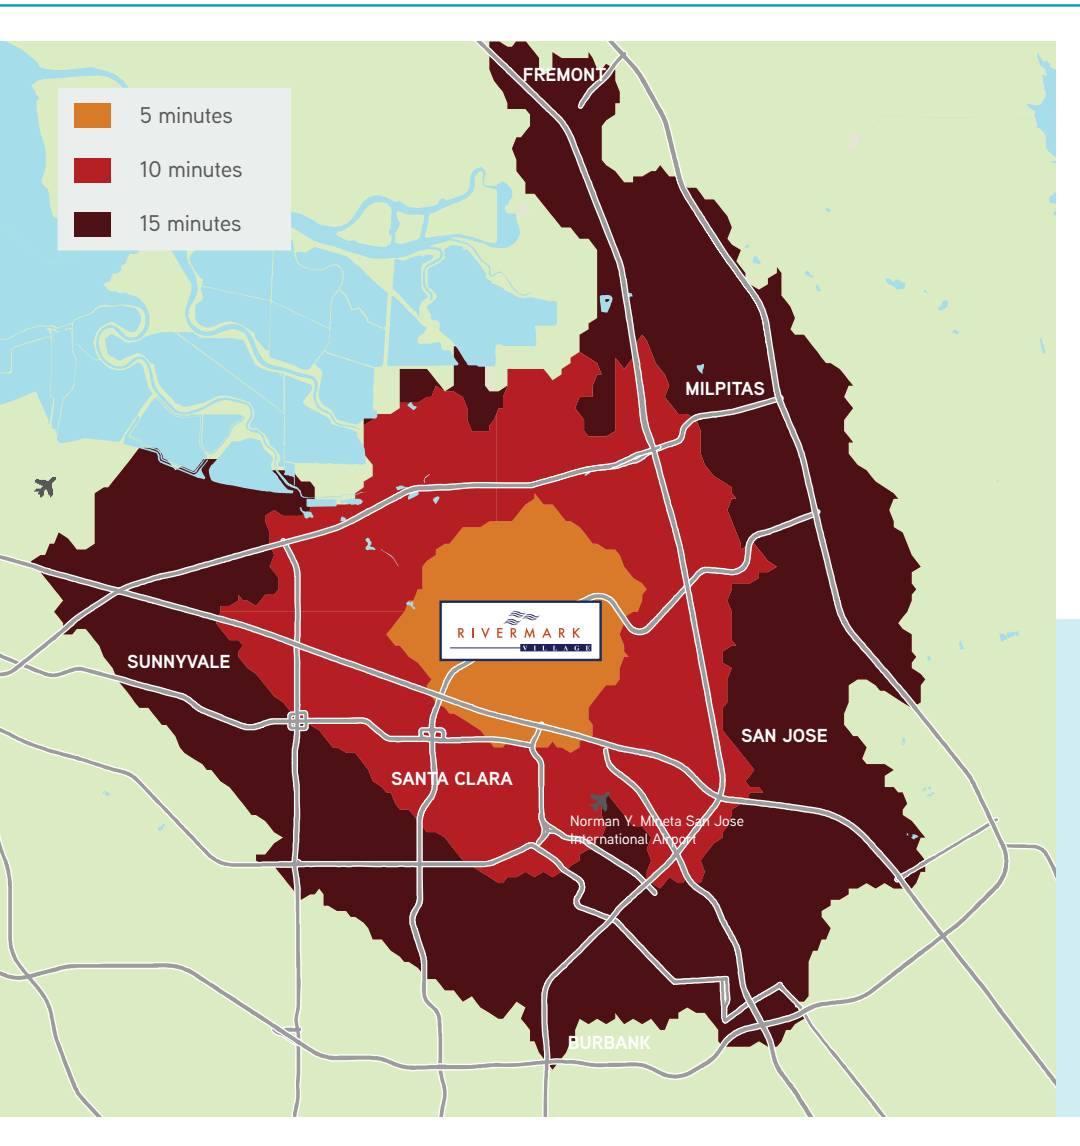 FREMONT
5 minutes
10 minutes
15 minutes
MILPITAS
RIVERMARK
VILLAGE
SUNNYVALE
SAN JOSE
SANTA CLARA
Norman Y. Mineta San Jose
International Airport
BURBANK